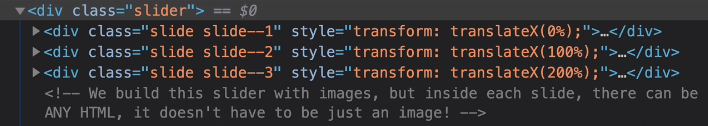 ▼<div class="slider"> == $0
▶<div class="slide slide--1" style="transform: translateX(0%);">…</div>
▶<div class="slide slide--2" style="transform: translateX(100%);">…</div>
▶<div class="slide slide--3" style="transform: translateX(200%);">…</div>
<!-- We build this slider with images, but inside each slide, there can be
ANY HTML, it doesn't have to be just an image! -->